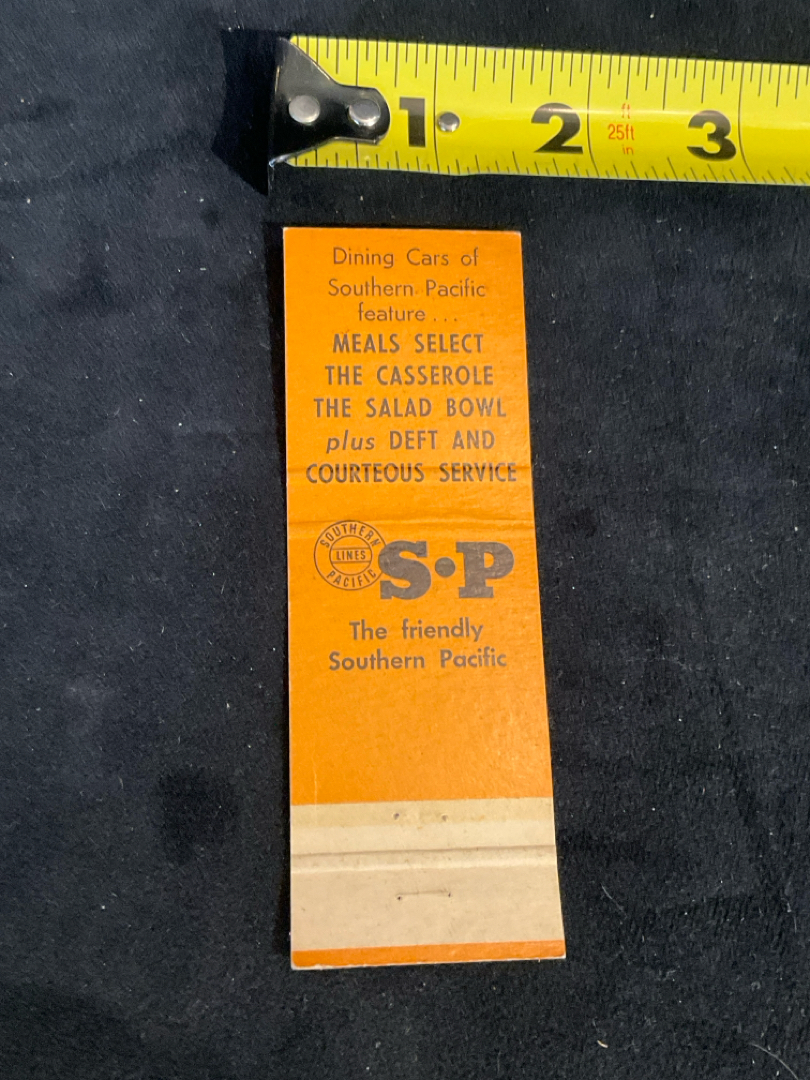 1 2 3
ft
25ft
in
Dining Cars of
Southern Pacific
feature...
MEALS SELECT
THE CASSEROLE
THE SALAD BOWL
plus DEFT AND
COURTEOUS SERVICE
SOUTHERN
LINES
PACIFIC
S•P
The friendly
Southern Pacific